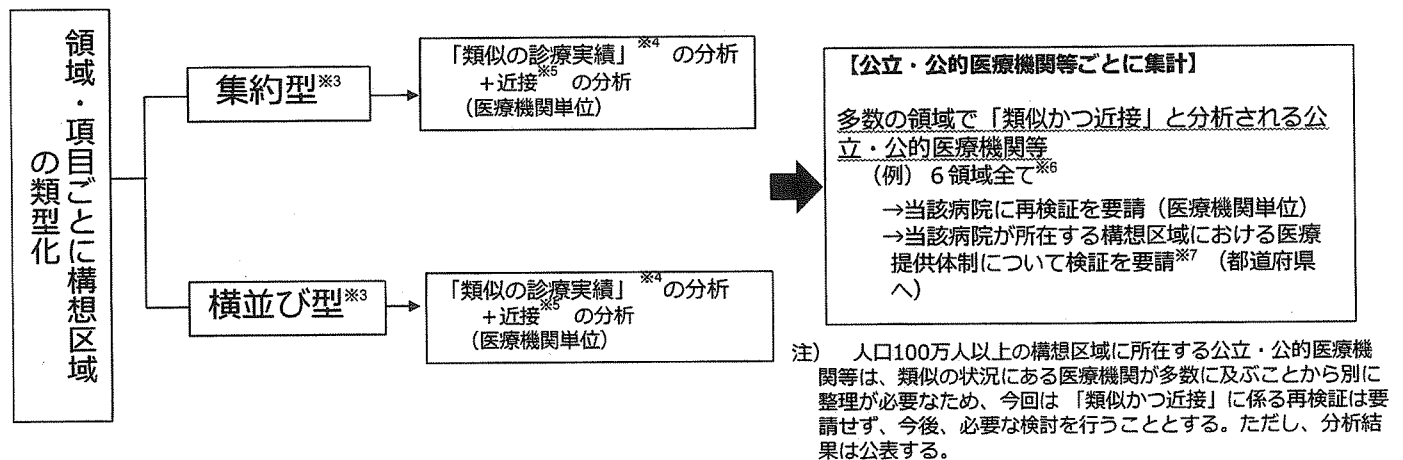 領域・項目ごとに構想区域
の類型化
集約型※3
「類似の診療実績」※4 の分析
+近接※5 の分析
(医療機関単位)
横並び型※3
「類似の診療実績」※4の分析
+近接※5 の分析
(医療機関単位)
【公立・公的医療機関等ごとに集計】
多数の領域で「類似かつ近接」と分析される公
立・公的医療機関等
(例)6領域全て※6
→当該病院に再検証を要請(医療機関単位)
→当該病院が所在する構想区域における医療
提供体制について検証を要請※7 (都道府県
へ)
注) 人口100万人以上の構想区域に所在する公立・公的医療機
関等は、類似の状況にある医療機関が多数に及ぶことから別に
整理が必要なため、今回は 「類似かつ近接」に係る再検証は要
請せず、今後、必要な検討を行うこととする。ただし、分析結
果は公表する。